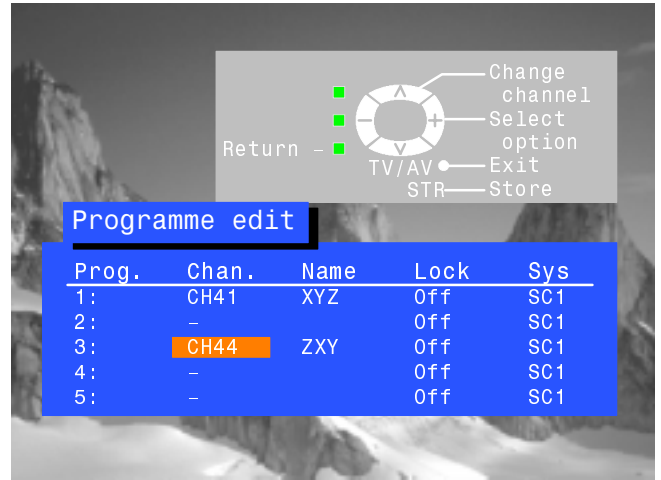 Change
channel
Select
option
Return –
TV/AV
Exit
STR
Store
Programme edit
Prog. Chan. Name Lock Sys
1: CH41 XYZ Off SC1
2: – Off SC1
3: CH44 ZXY Off SC1
4: – Off SC1
5: – Off SC1